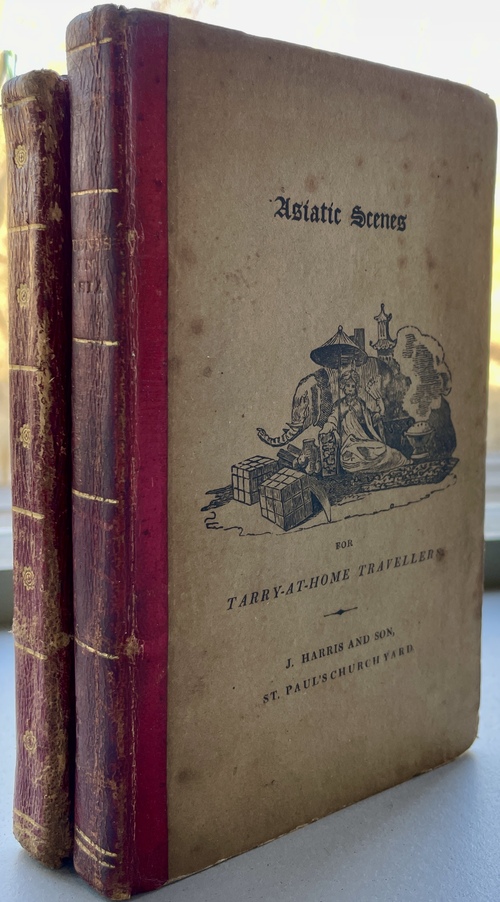 Asiatic Scenes
FOR
TARRY-AT-HOME TRAVELLERS
J. HARRIS AND SON,
ST. PAUL'S CHURCH YARD